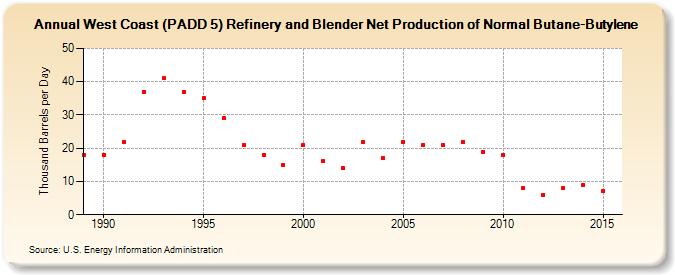 Annual West Coast (PADD 5) Refinery and Blender Net Production of Normal Butane-Butylene
Thousand Barrels per Day
50
40
30
20
10
0
1990 1995 2000 2005 2010 2015
Source: U.S. Energy Information Administration